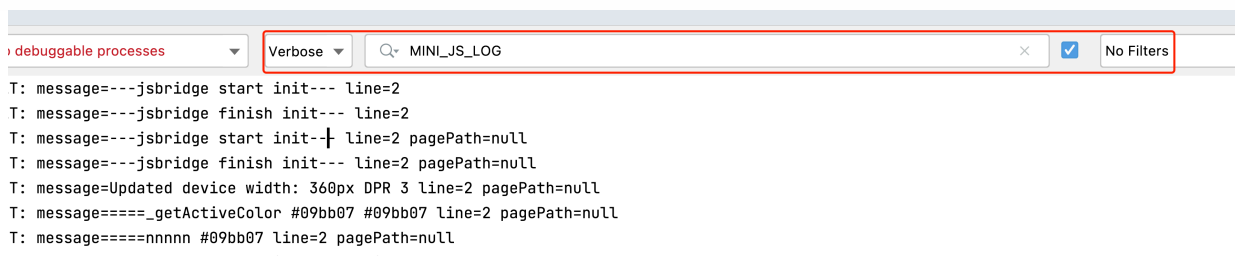 debuggable processes Verbose MINI_JS_LOG No Filters
T: message=---jsbridge start init--- line=2
T: message=---jsbridge finish init--- line=2
T: message=---jsbridge start init--- line=2 pagePath=null
T: message=---jsbridge finish init--- line=2 pagePath=null
T: message=Updated device width: 360px DPR 3 line=2 pagePath=null
T: message=====_getActiveColor #09bb07 #09bb07 line=2 pagePath=null
T: message=====nnnnn #09bb07 line=2 pagePath=null